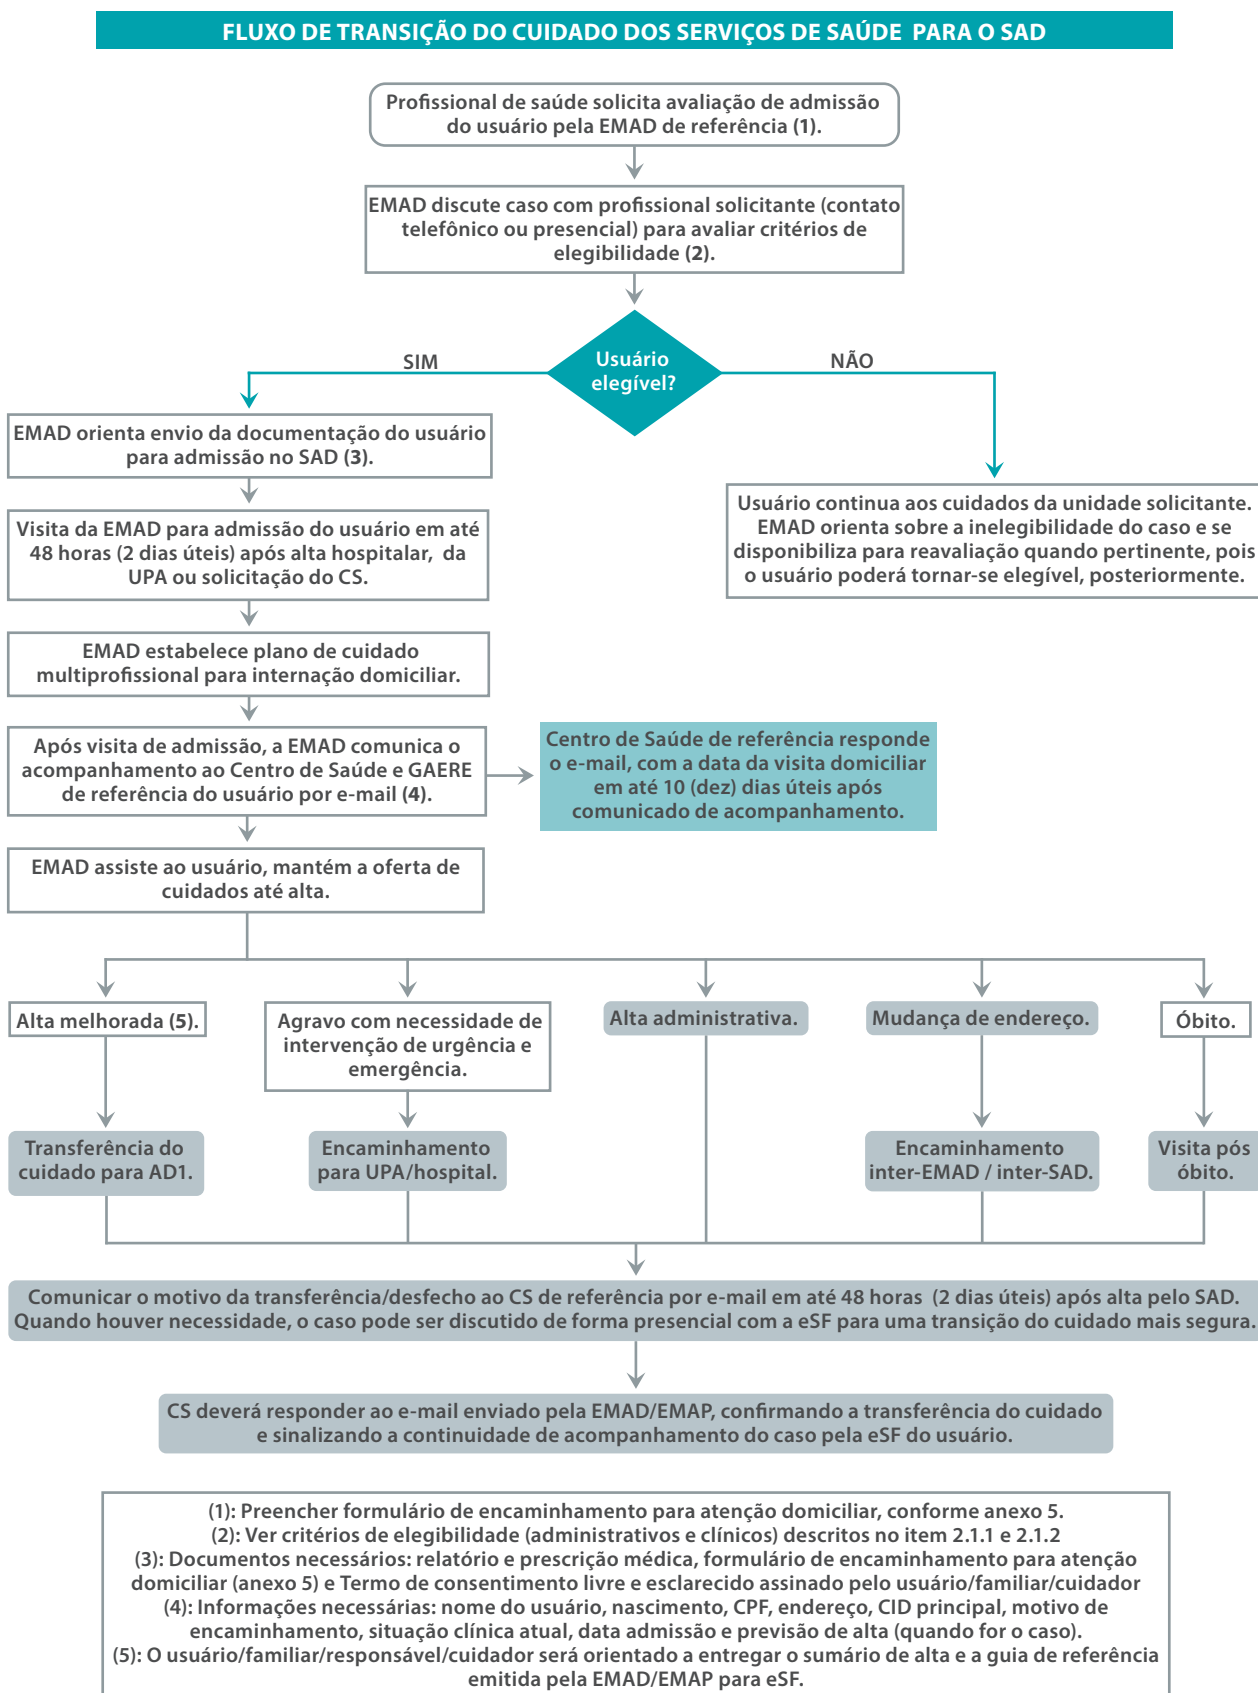 FLUXO DE TRANSIÇÃO DO CUIDADO DOS SERVIÇOS DE SAÚDE PARA O SAD
Profissional de saúde solicita avaliação de admissão
do usuário pela EMAD de referência (1).
EMAD discute caso com profissional solicitante (contato
telefônico ou presencial) para avaliar critérios de
elegibilidade (2).
Usuário
elegível?
SIM
NÃO
EMAD orienta envio da documentação do usuário
para admissão no SAD (3).
Usuário continua aos cuidados da unidade solicitante.
EMAD orienta sobre a inelegibilidade do caso e se
disponibiliza para reavaliação quando pertinente, pois
o usuário poderá tornar-se elegível, posteriormente.
Visita da EMAD para admissão do usuário em até
48 horas (2 dias úteis) após alta hospitalar, da
UPA ou solicitação do CS.
EMAD estabelece plano de cuidado
multiprofissional para internação domiciliar.
Após visita de admissão, a EMAD comunica o
acompanhamento ao Centro de Saúde e GAERE
de referência do usuário por e-mail (4).
Centro de Saúde de referência responde
o e-mail, com a data da visita domiciliar
em até 10 (dez) dias úteis após
comunicado de acompanhamento.
EMAD assiste ao usuário, mantém a oferta de
cuidados até alta.
Alta melhorada (5).
Agravo com necessidade de
intervenção de urgência e
emergência.
Alta administrativa.
Mudança de endereço.
Óbito.
Transferência do
cuidado para AD1.
Encaminhamento
para UPA/hospital.
Encaminhamento
inter-EMAD / inter-SAD.
Visita pós
óbito.
Comunicar o motivo da transferência/desfecho ao CS de referência por e-mail em até 48 horas (2 dias úteis) após alta pelo SAD.
Quando houver necessidade, o caso pode ser discutido de forma presencial com a eSF para uma transição do cuidado mais segura.
CS deverá responder ao e-mail enviado pela EMAD/EMAP, confirmando a transferência do cuidado
e sinalizando a continuidade de acompanhamento do caso pela eSF do usuário.
(1): Preencher formulário de encaminhamento para atenção domiciliar, conforme anexo 5.
(2): Ver critérios de elegibilidade (administrativos e clínicos) descritos no item 2.1.1 e 2.1.2
(3): Documentos necessários: relatório e prescrição médica, formulário de encaminhamento para atenção
domiciliar (anexo 5) e Termo de consentimento livre e esclarecido assinado pelo usuário/familiar/cuidador
(4): Informações necessárias: nome do usuário, nascimento, CPF, endereço, CID principal, motivo de
encaminhamento, situação clínica atual, data admissão e previsão de alta (quando for o caso).
(5): O usuário/familiar/responsável/cuidador será orientado a entregar o sumário de alta e a guia de referência
emitida pela EMAD/EMAP para eSF.